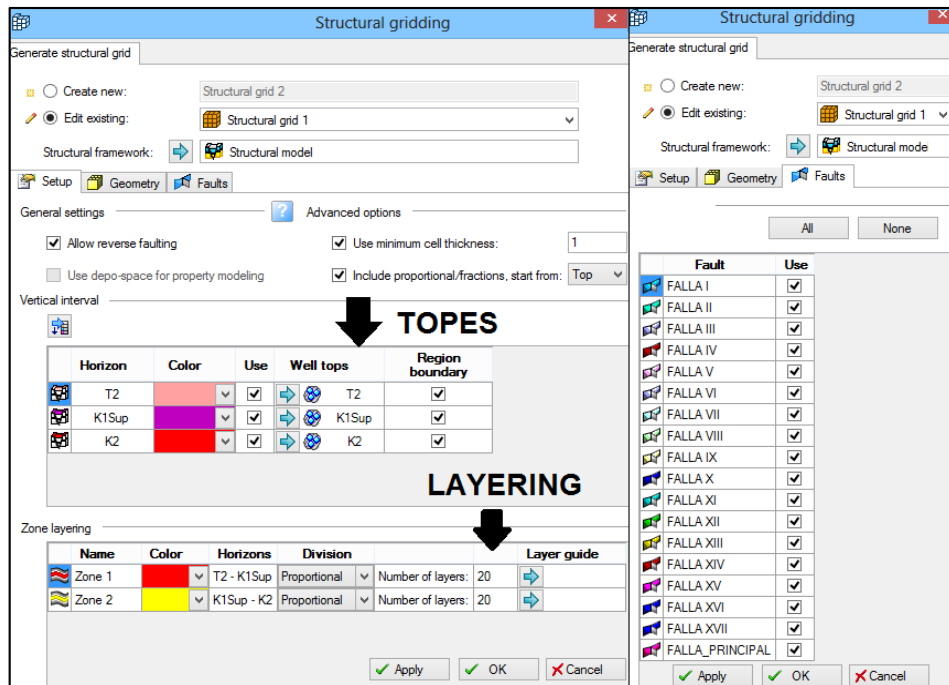 Structural gridding
Generate structural grid
Create new: Structural grid 2
Edit existing: Structural grid 1
Structural framework: Structural model
Setup Geometry Faults
General settings ? Advanced options
Allow reverse faulting Use minimum cell thickness: 1
Use depo-space for property modeling Include proportional/fractions, start from: Top
Vertical interval
TOPES
Horizon Color Use Well tops Region boundary
T2 T2
K1Sup K1Sup
K2 K2
LAYERING
Zone layering
Name Color Horizons Division Layer guide
Zone 1 T2 - K1Sup Proportional Number of layers: 20
Zone 2 K1Sup - K2 Proportional Number of layers: 20
Apply OK Cancel
Structural gridding
Generate structural grid
Create new: Structural grid 2
Edit existing: Structural grid 1
Structural framework: Structural mode
Setup Geometry Faults
All None
Fault Use
FALLA I
FALLA II
FALLA III
FALLA IV
FALLA V
FALLA VI
FALLA VII
FALLA VIII
FALLA IX
FALLA X
FALLA XI
FALLA XII
FALLA XIII
FALLA XIV
FALLA XV
FALLA XVI
FALLA XVII
FALLA_PRINCIPAL
Apply OK Cancel